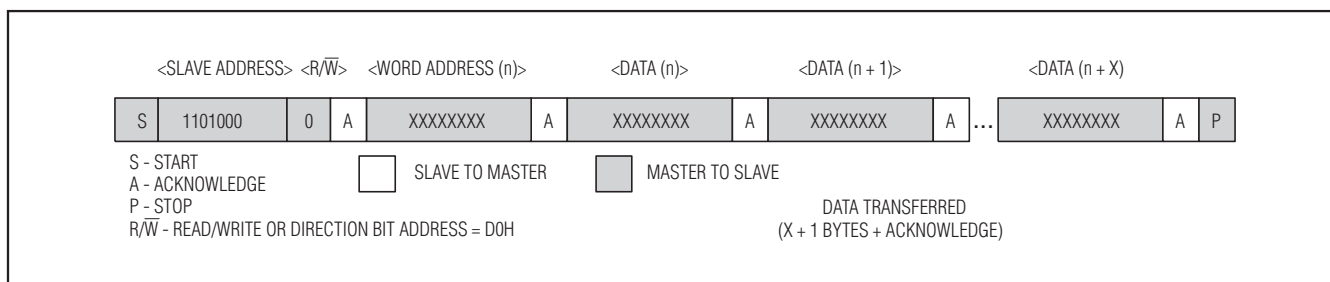 <SLAVE ADDRESS> <R/W̅> <WORD ADDRESS (n)> <DATA (n)> <DATA (n + 1)> <DATA (n + X)
S 1101000 0 A XXXXXXXX A XXXXXXXX A XXXXXXXX A ... XXXXXXXX A P
S - START
A - ACKNOWLEDGE
P - STOP
R/W̅ - READ/WRITE OR DIRECTION BIT ADDRESS = D0H
SLAVE TO MASTER
MASTER TO SLAVE
DATA TRANSFERRED
(X + 1 BYTES + ACKNOWLEDGE)